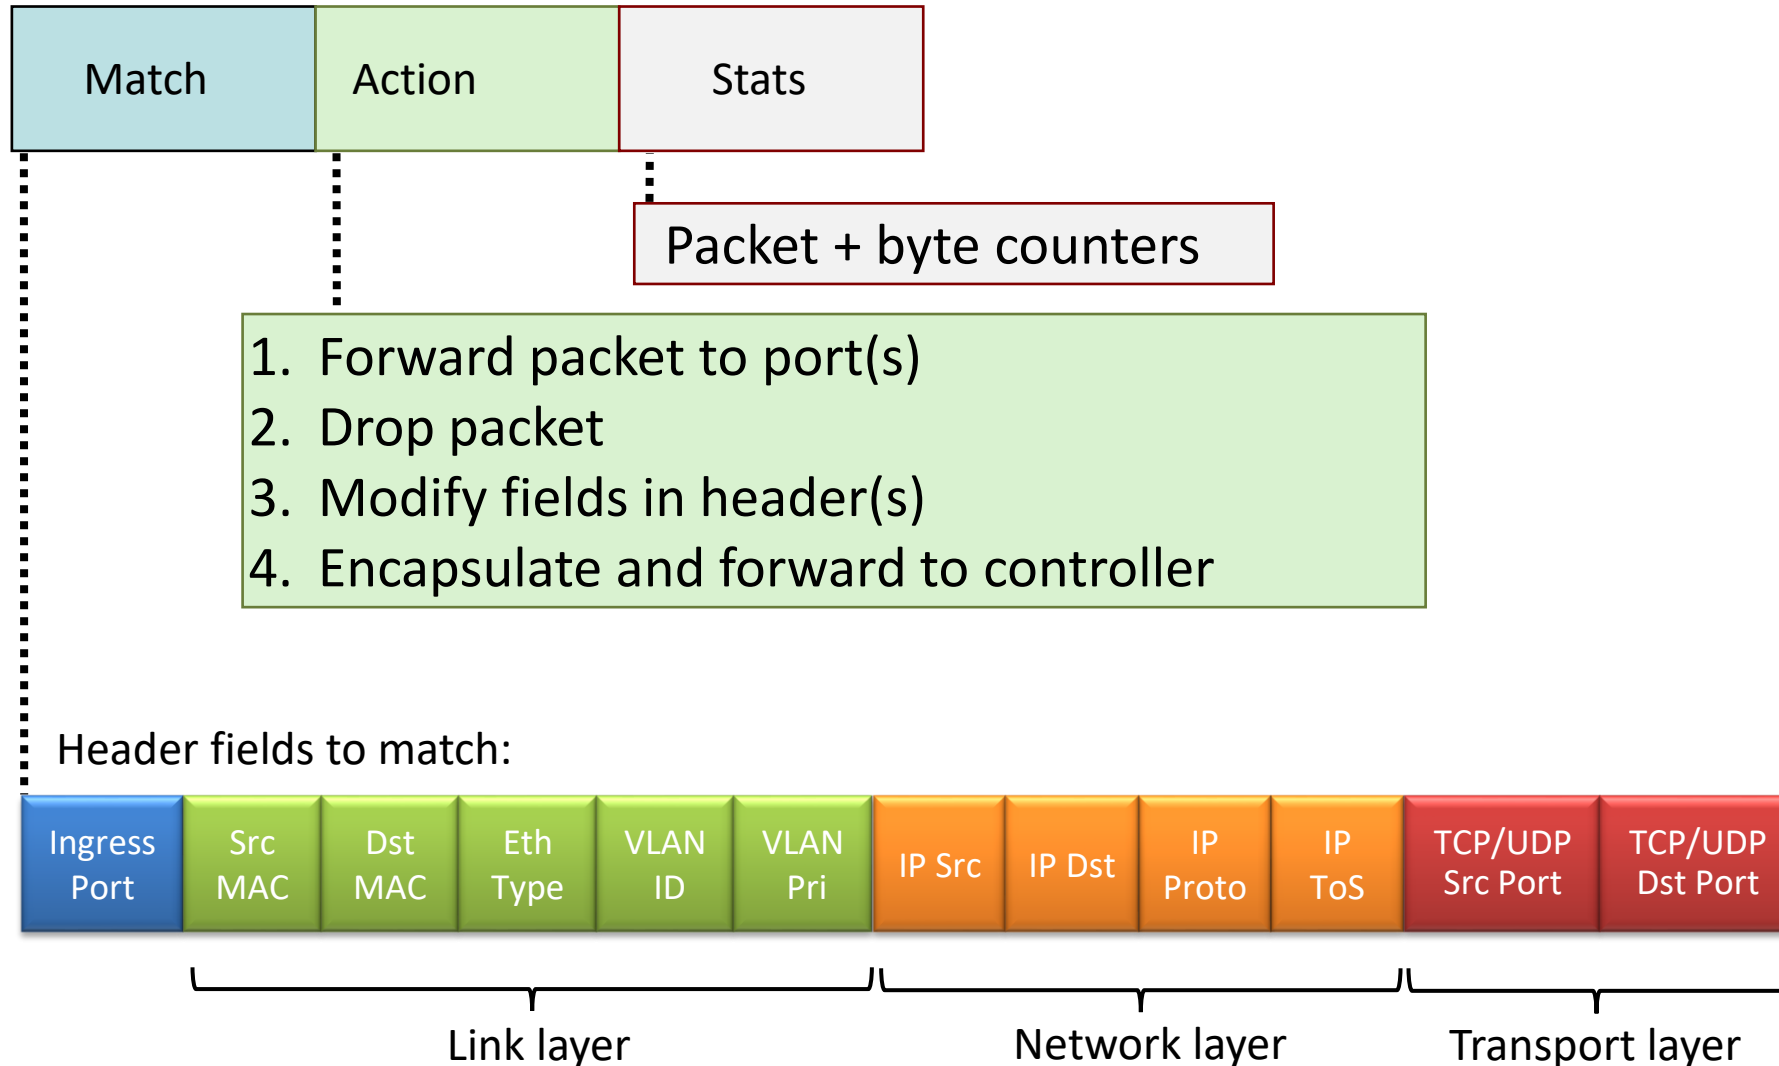 Match
Action
Stats
Packet + byte counters
1. Forward packet to port(s)
2. Drop packet
3. Modify fields in header(s)
4. Encapsulate and forward to controller
Header fields to match:
Ingress
Port
Src
MAC
Dst
MAC
Eth
Type
VLAN
ID
VLAN
Pri
IP Src
IP Dst
IP
Proto
IP
ToS
TCP/UDP
Src Port
TCP/UDP
Dst Port
Link layer
Network layer
Transport layer